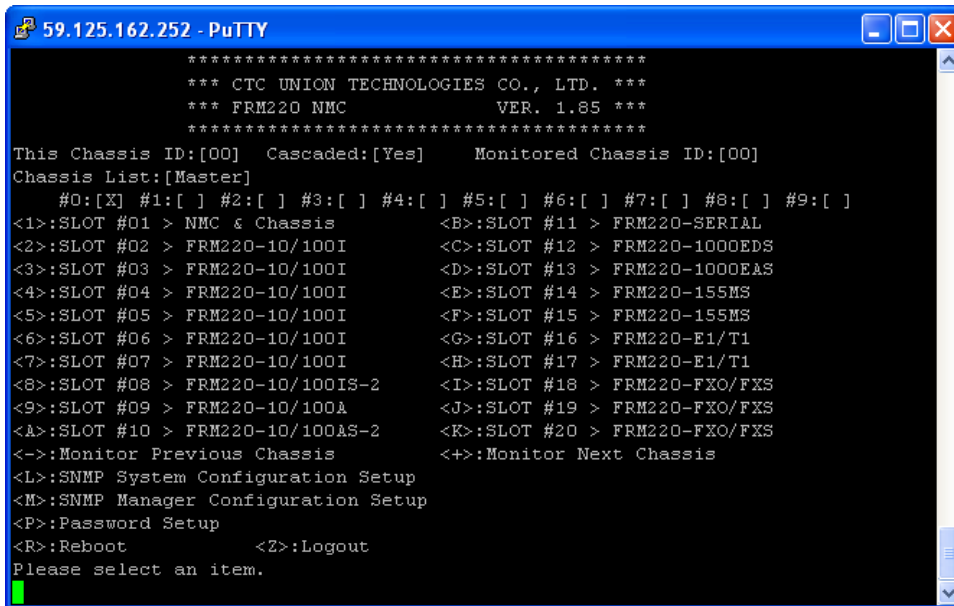 59.125.162.252 - PuTTY
*****************************************
*** CTC UNION TECHNOLOGIES CO., LTD. ***
*** FRM220 NMC VER. 1.85 ***
*****************************************
This Chassis ID:[00] Cascaded:[Yes] Monitored Chassis ID:[00]
Chassis List:[Master]
#0:[X] #1:[ ] #2:[ ] #3:[ ] #4:[ ] #5:[ ] #6:[ ] #7:[ ] #8:[ ] #9:[ ]
<1>:SLOT #01 > NMC & Chassis <B>:SLOT #11 > FRM220-SERIAL
<2>:SLOT #02 > FRM220-10/100I <C>:SLOT #12 > FRM220-1000EDS
<3>:SLOT #03 > FRM220-10/100I <D>:SLOT #13 > FRM220-1000EAS
<4>:SLOT #04 > FRM220-10/100I <E>:SLOT #14 > FRM220-155MS
<5>:SLOT #05 > FRM220-10/100I <F>:SLOT #15 > FRM220-155MS
<6>:SLOT #06 > FRM220-10/100I <G>:SLOT #16 > FRM220-E1/T1
<7>:SLOT #07 > FRM220-10/100I <H>:SLOT #17 > FRM220-E1/T1
<8>:SLOT #08 > FRM220-10/100IS-2 <I>:SLOT #18 > FRM220-FXO/FXS
<9>:SLOT #09 > FRM220-10/100A <J>:SLOT #19 > FRM220-FXO/FXS
<A>:SLOT #10 > FRM220-10/100AS-2 <K>:SLOT #20 > FRM220-FXO/FXS
<->:Monitor Previous Chassis <+>:Monitor Next Chassis
<L>:SNMP System Configuration Setup
<M>:SNMP Manager Configuration Setup
<P>:Password Setup
<R>:Reboot <Z>:Logout
Please select an item.